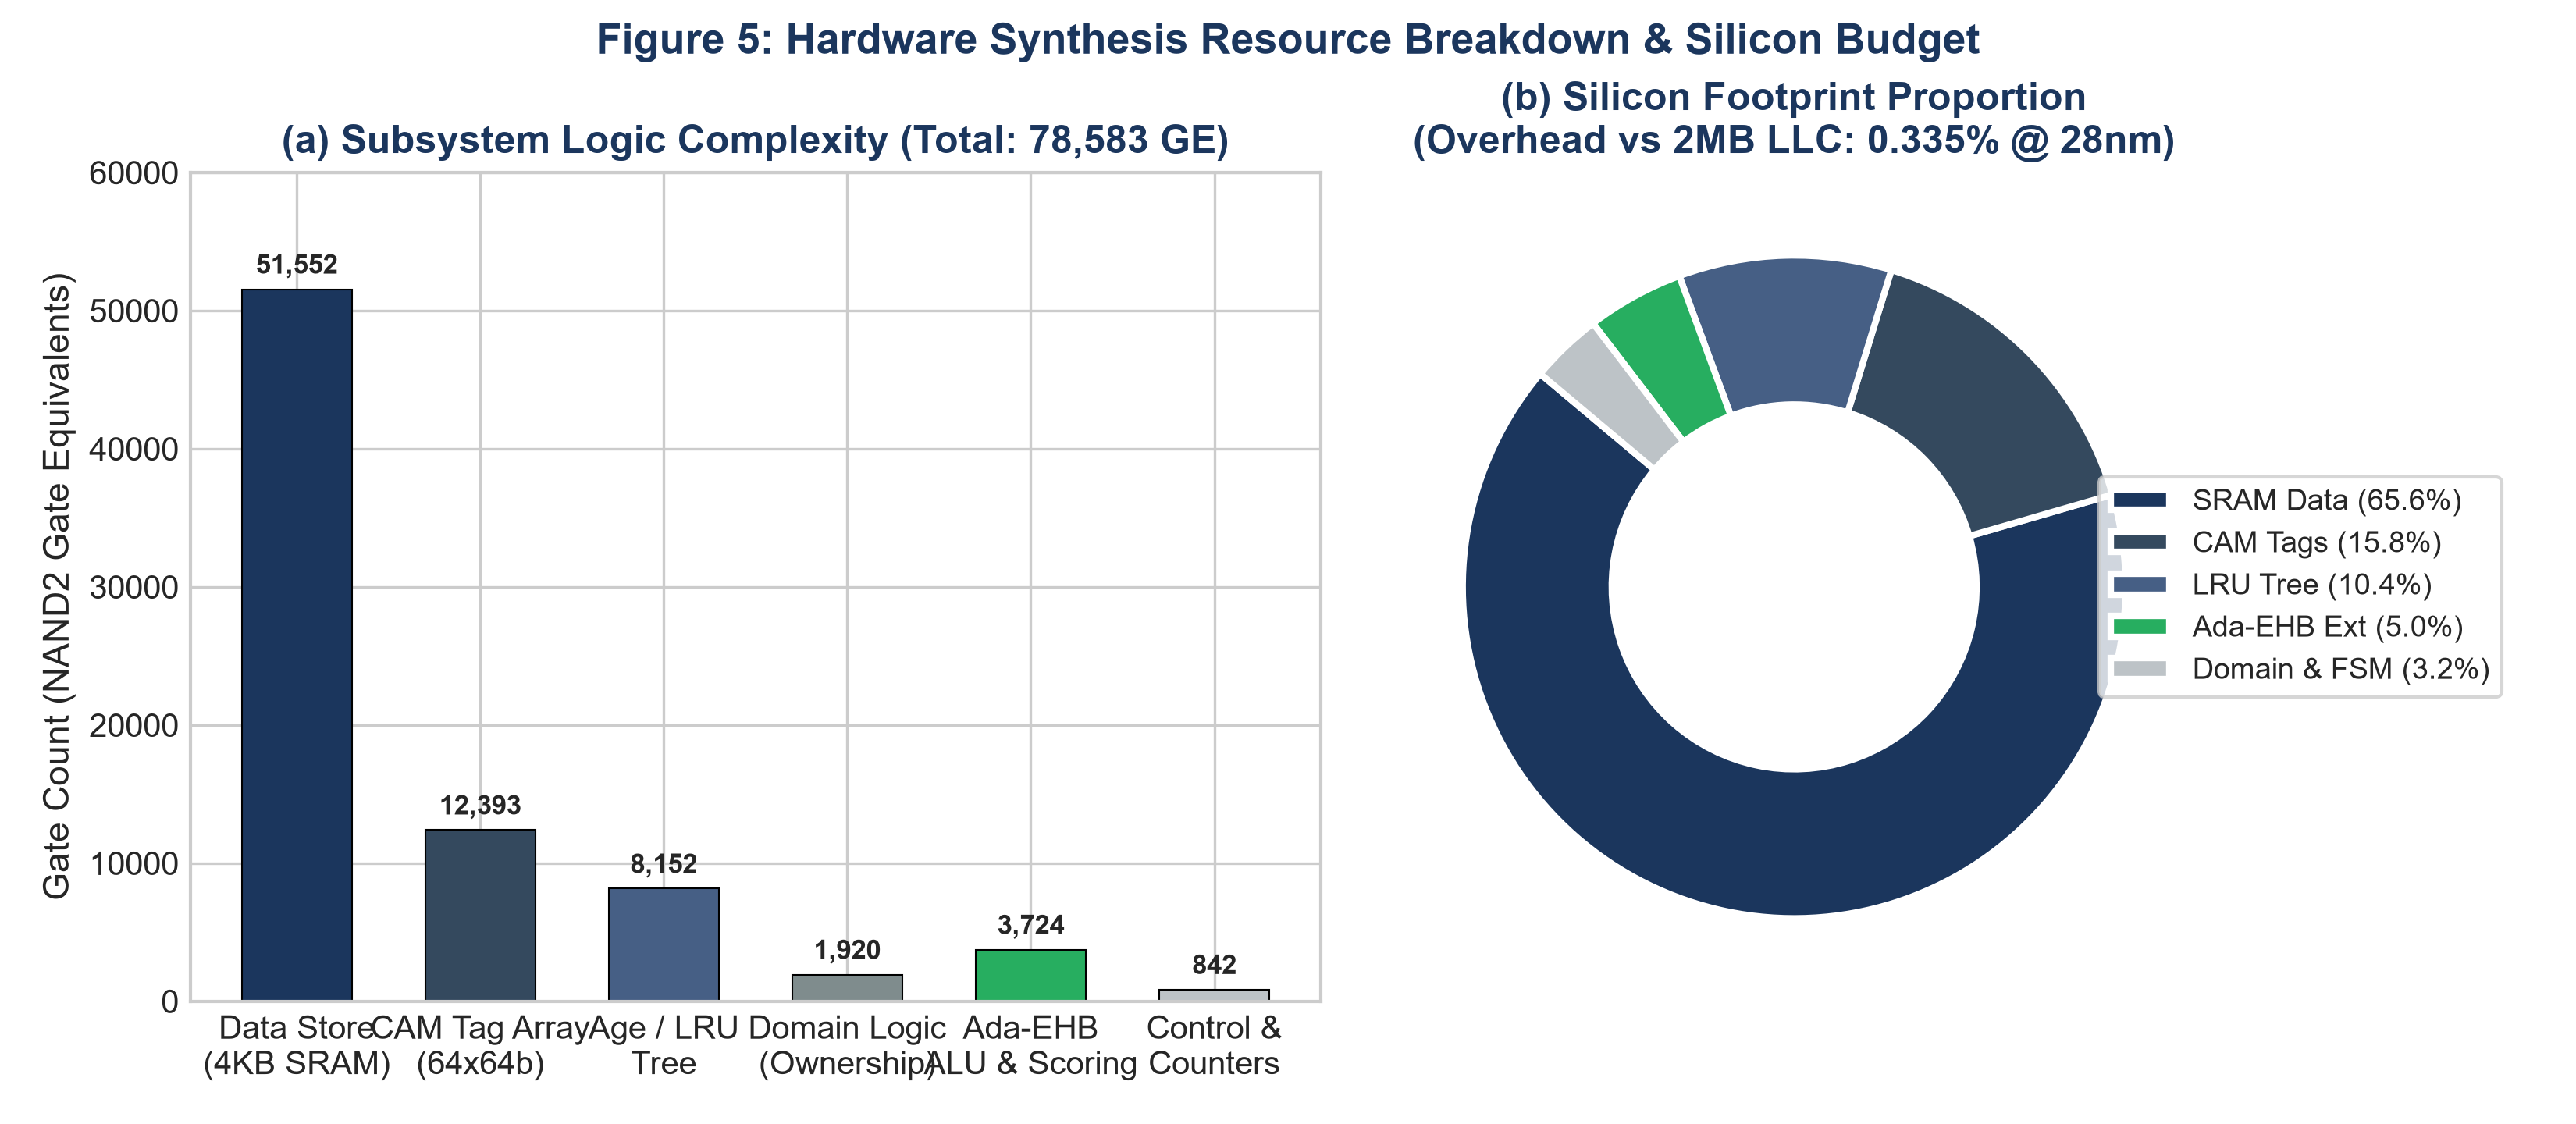 Figure 5: Hardware Synthesis Resource Breakdown & Silicon Budget
(a) Subsystem Logic Complexity (Total: 78,583 GE)
Gate Count (NAND2 Gate Equivalents)
60000
50000
40000
30000
20000
10000
0
51,552
12,393
8,152
1,920
3,724
842
Data Store
(4KB SRAM)
CAM Tag Array
(64x64b)
Age / LRU
Tree
Domain Logic
(Ownership)
Ada-EHB
ALU & Scoring
Control &
Counters
(b) Silicon Footprint Proportion
(Overhead vs 2MB LLC: 0.335% @ 28nm)
SRAM Data (65.6%)
CAM Tags (15.8%)
LRU Tree (10.4%)
Ada-EHB Ext (5.0%)
Domain & FSM (3.2%)